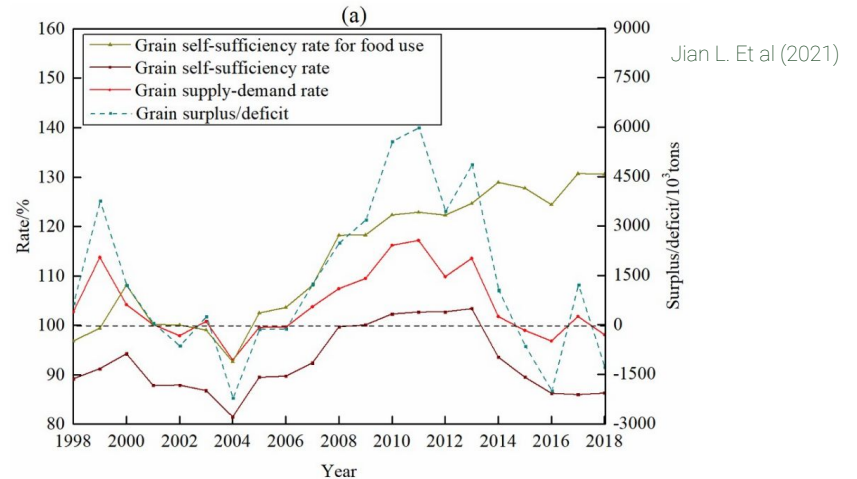 (a)
Jian L. Et al (2021)
Grain self-sufficiency rate for food use
Grain self-sufficiency rate
Grain supply-demand rate
Grain surplus/deficit
Rate/%
160
150
140
130
120
110
100
90
80
9000
7500
6000
4500
3000
1500
0
-1500
-3000
Surplus/deficit/10³tons
1998 2000 2002 2004 2006 2008 2010 2012 2014 2016 2018
Year